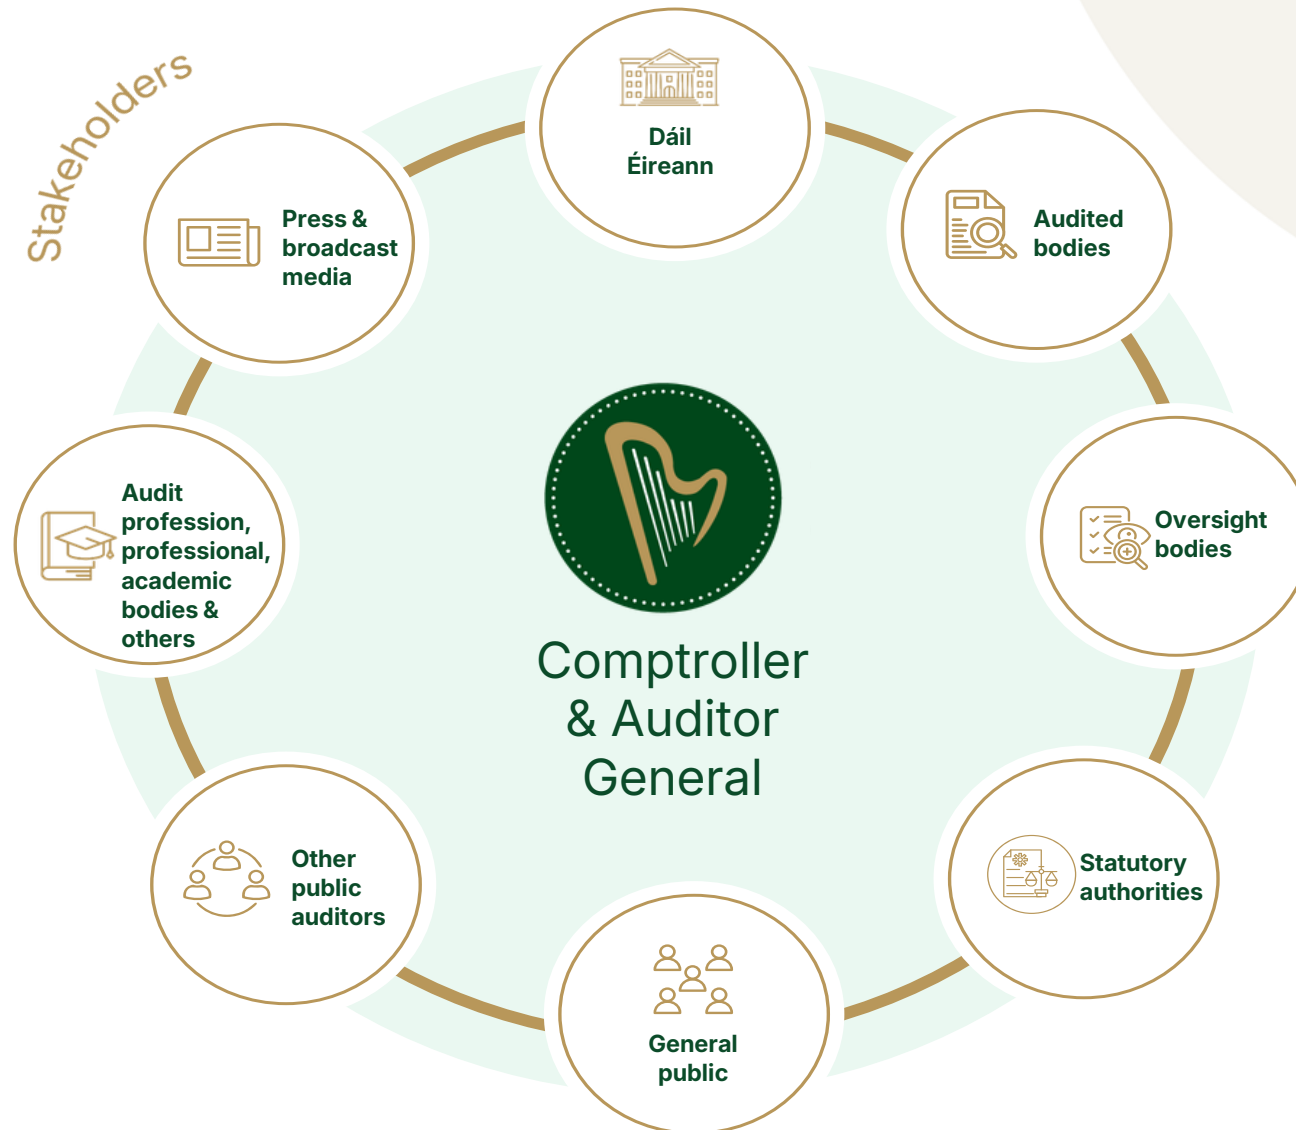 Stakeholders
Dáil
Éireann
Audited
bodies
Oversight
bodies
Statutory
authorities
General
public
Other
public
auditors
Audit
profession,
professional,
academic
bodies &
others
Press &
broadcast
media
Comptroller
& Auditor
General